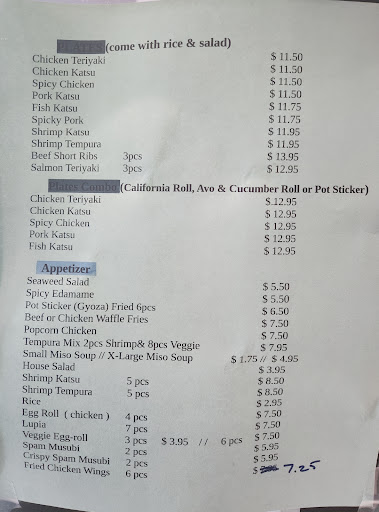 PLATES (come with rice & salad)
Chicken Teriyaki $ 11.50
Chicken Katsu $ 11.50
Spicy Chicken $ 11.50
Pork Katsu $ 11.50
Fish Katsu $ 11.75
Spicky Pork $ 11.75
Shrimp Katsu $ 11.95
Shrimp Tempura $ 11.95
Beef Short Ribs 3pcs $ 13.95
Salmon Teriyaki 3pcs $ 12.95
Plates Combo (California Roll, Avo & Cucumber Roll or Pot Sticker)
Chicken Teriyaki $ 12.95
Chicken Katsu $ 12.95
Spicy Chicken $ 12.95
Pork Katsu $ 12.95
Fish Katsu $ 12.95
Appetizer
Seaweed Salad $ 5.50
Spicy Edamame $ 5.50
Pot Sticker (Gyoza) Fried 6pcs $ 6.50
Beef or Chicken Waffle Fries $ 7.50
Popcorn Chicken $ 7.50
Tempura Mix 2pcs Shrimp& 8pcs Veggie $ 7.95
Small Miso Soup // X-Large Miso Soup $ 1.75 // $ 4.95
House Salad $ 3.95
Shrimp Katsu 5 pcs $ 8.50
Shrimp Tempura 5 pcs $ 8.50
Rice $ 2.95
Egg Roll ( chicken ) 4 pcs $ 7.50
Lupia 7 pcs $ 7.50
Veggie Egg-roll 3 pcs $ 3.95 // 6 pcs $ 7.50
Spam Musubi 2 pcs $ 5.95
Crispy Spam Musubi 2 pcs $ 5.95
Fried Chicken Wings 6 pcs $ 7.25